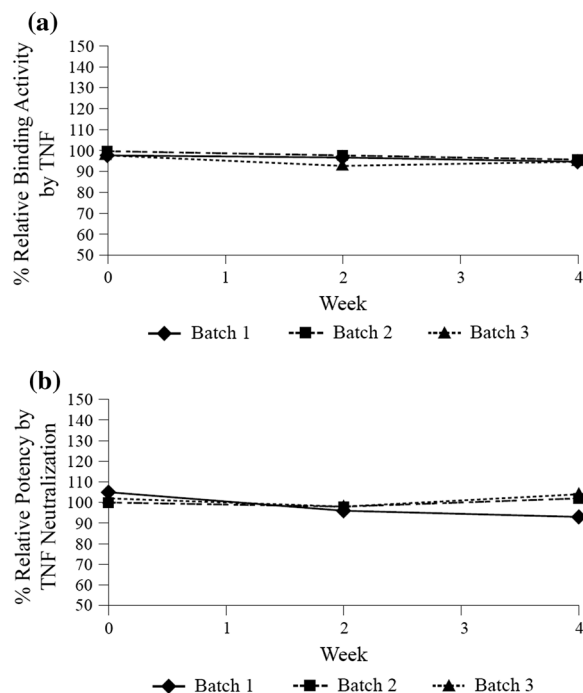 (a)
% Relative Binding Activity
by TNF
150
140
130
120
110
100
90
80
70
60
50
0 1 2 3 4
Week
Batch 1 Batch 2 Batch 3
(b)
% Relative Potency by
TNF Neutralization
150
140
130
120
110
100
90
80
70
60
50
0 1 2 3 4
Week
Batch 1 Batch 2 Batch 3